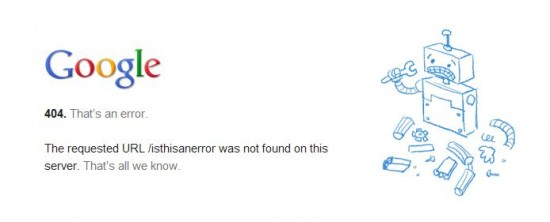 Google
404. That's an error.
The requested URL /isthisanerror was not found on this
server. That's all we know.